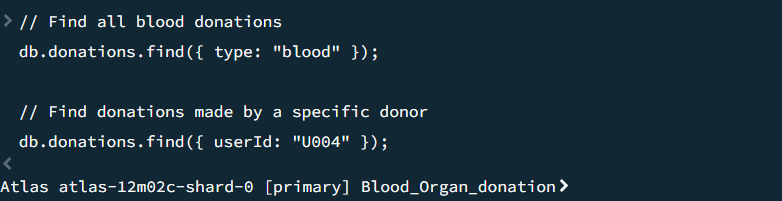 > // Find all blood donations
db.donations.find({ type: "blood" });
// Find donations made by a specific donor
db.donations.find({ userId: "U004" });
<
Atlas atlas-12m02c-shard-0 [primary] Blood_Organ_donation>